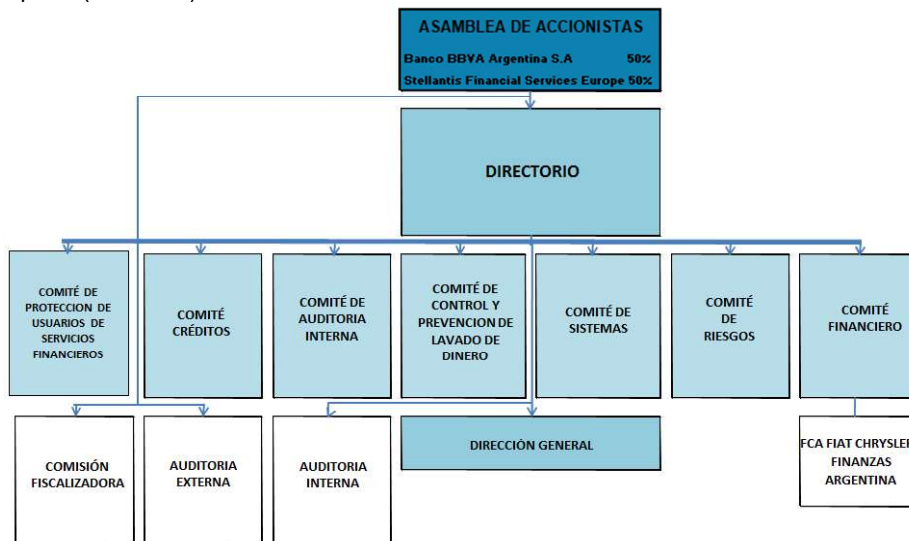 ASAMBLEA DE ACCIONISTAS
Banco BBVA Argentina S.A 50%
Stellantis Financial Services Europe 50%
DIRECTORIO
COMITÉ DE
PROTECCION DE
USUARIOS DE
SERVICIOS
FINANCIEROS
COMITÉ
CRÉDITOS
COMITÉ DE
AUDITORIA
INTERNA
COMITÉ DE
CONTROL Y
PREVENCION DE
LAVADO DE
DINERO
COMITÉ DE
SISTEMAS
COMITÉ
DE
RIESGOS
COMITÉ
FINANCIERO
COMISIÓN
FISCALIZADORA
AUDITORIA
EXTERNA
AUDITORIA
INTERNA
DIRECCIÓN GENERAL
FCA FIAT CHRYSLER
FINANZAS
ARGENTINA